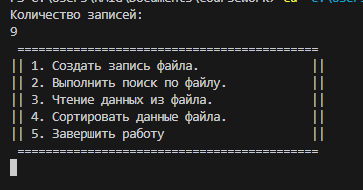 Количество записей:
9
========================================
|| 1. Создать запись файла.           ||
|| 2. Выполнить поиск по файлу.       ||
|| 3. Чтение данных из файла.         ||
|| 4. Сортировать данные файла.       ||
|| 5. Завершить работу                ||
========================================